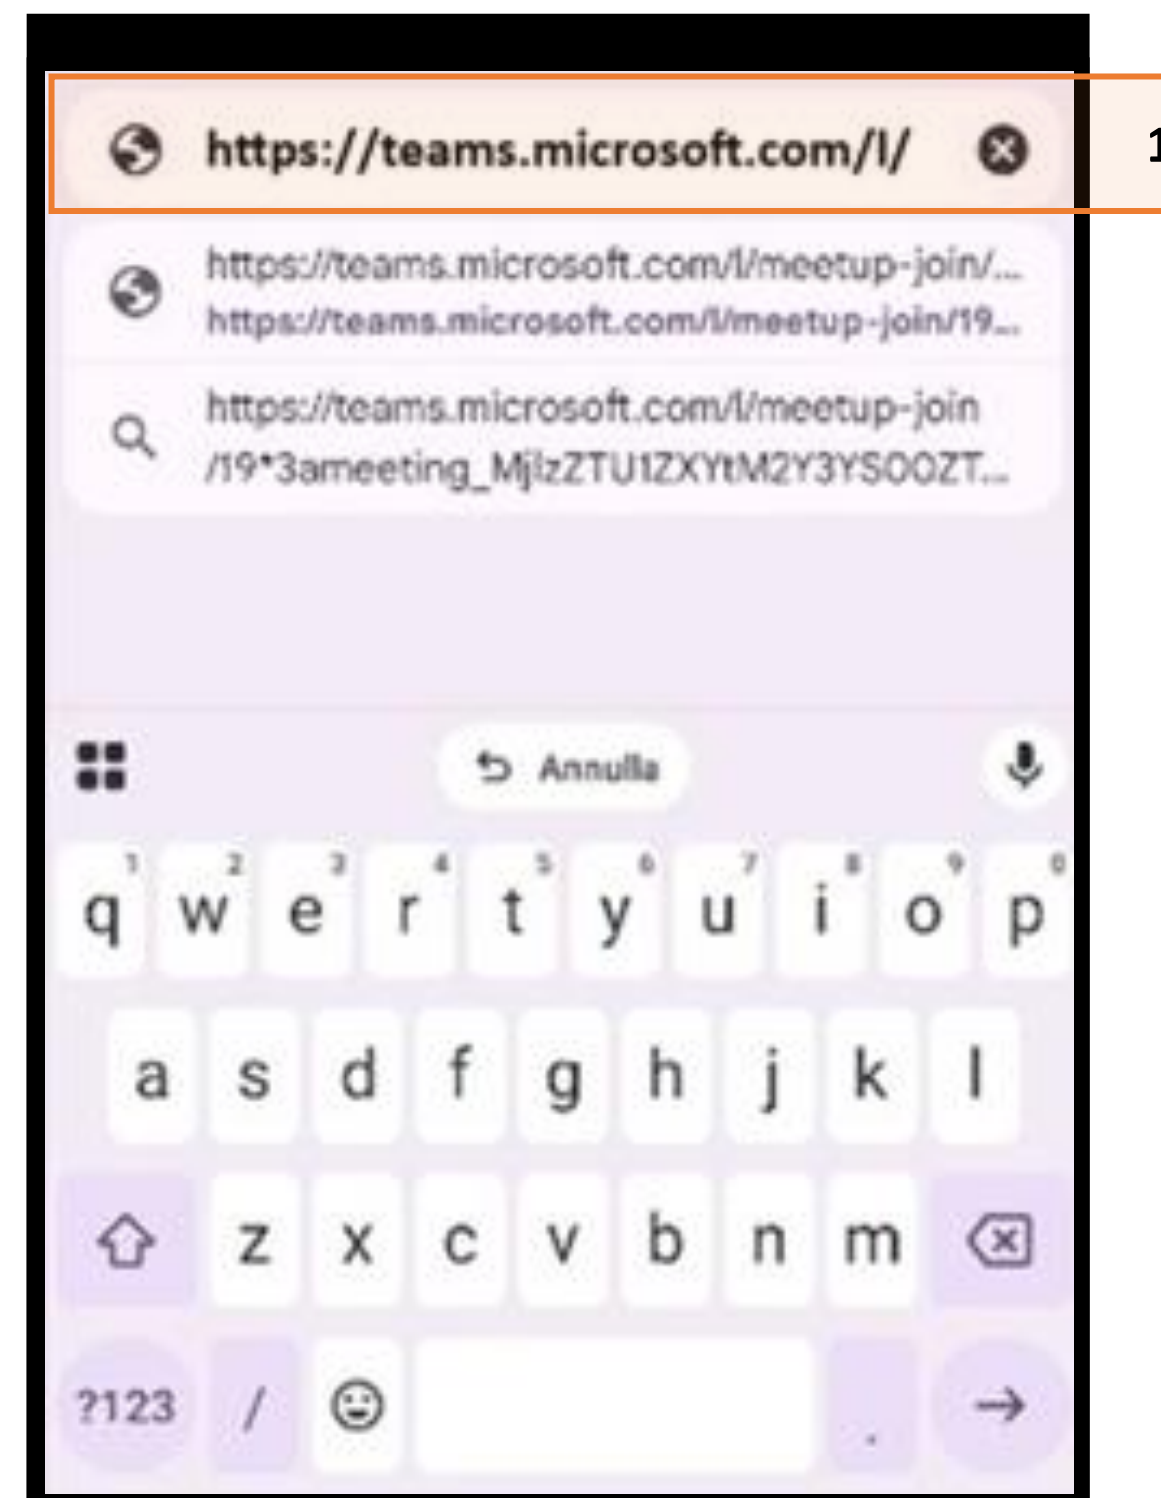 https://teams.microsoft.com/l/
1
https://teams.microsoft.com/l/meetup-join/...
https://teams.microsoft.com/l/meetup-join/19...
https://teams.microsoft.com/l/meetup-join
/19*3ameeting_MjlzZTU1ZXYtM2Y3YS00ZT...
Annulla
1 2 3 4 5 6 7 8 9 0
q w e r t y u i o p
a s d f g h j k l
z x c v b n m
?123 / .